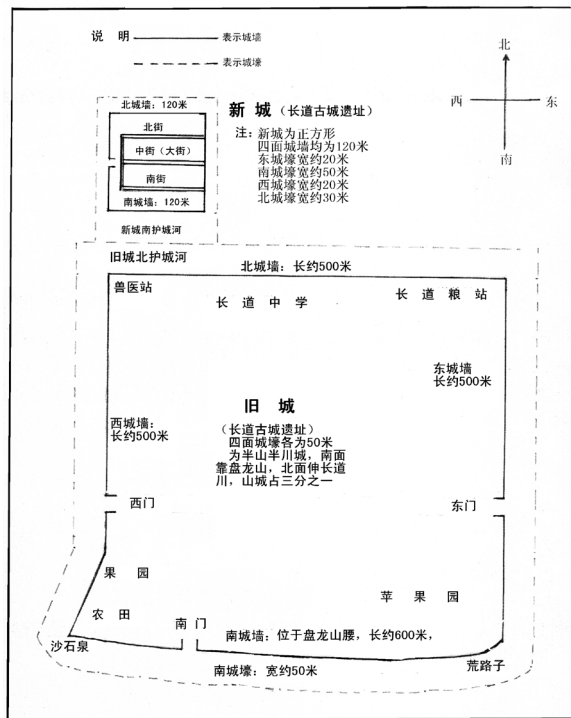 说 明
表示城墙
表示城壕
北
西 东
南
新 城（长道古城遗址）
注：新城为正方形
四面城墙均为120米
东城壕宽约20米
南城壕宽约50米
西城壕宽约20米
北城壕宽约30米
北城墙：120米
北街
中街（大街）
南街
南城墙：120米
新城南护城河
旧城北护城河
北城墙：长约500米
兽医站
长 道 中 学
长 道 粮 站
东城墙
长约500米
西城墙：
长约500米
旧 城
（长道古城遗址）
四面城壕各为50米
为半山半川城，南面
靠盘龙山，北面伸长道
川，山城占三分之一
西门
东门
果 园
苹 果 园
农 田
南 门
南城墙：位于盘龙山腰，长约600米，
沙石泉
荒路子
南城壕：宽约50米